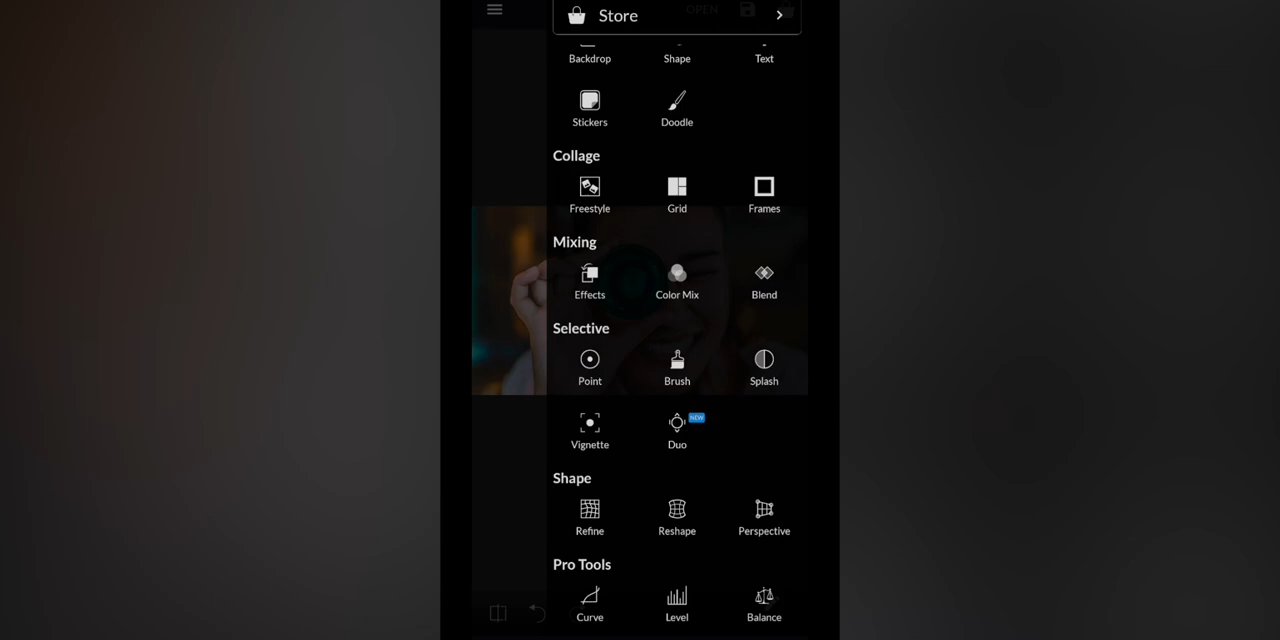 OPEN
Store
Backdrop Shape Text
Stickers Doodle
Collage
Freestyle Grid Frames
Mixing
Effects Color Mix Blend
Selective
Point Brush Splash
NEW
Vignette Duo
Shape
Refine Reshape Perspective
Pro Tools
Curve Level Balance